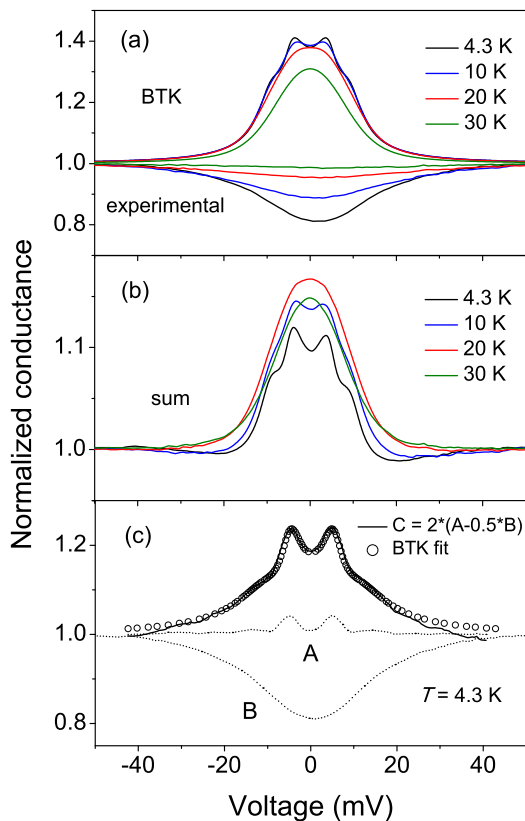 Normalized conductance
(a)
BTK
experimental
4.3 K
10 K
20 K
30 K
1.4
1.2
1.0
0.8
(b)
sum
4.3 K
10 K
20 K
30 K
1.1
1.0
(c)
C = 2*(A-0.5*B)
BTK fit
A
B
T = 4.3 K
1.2
1.0
0.8
-40 -20 0 20 40
Voltage (mV)